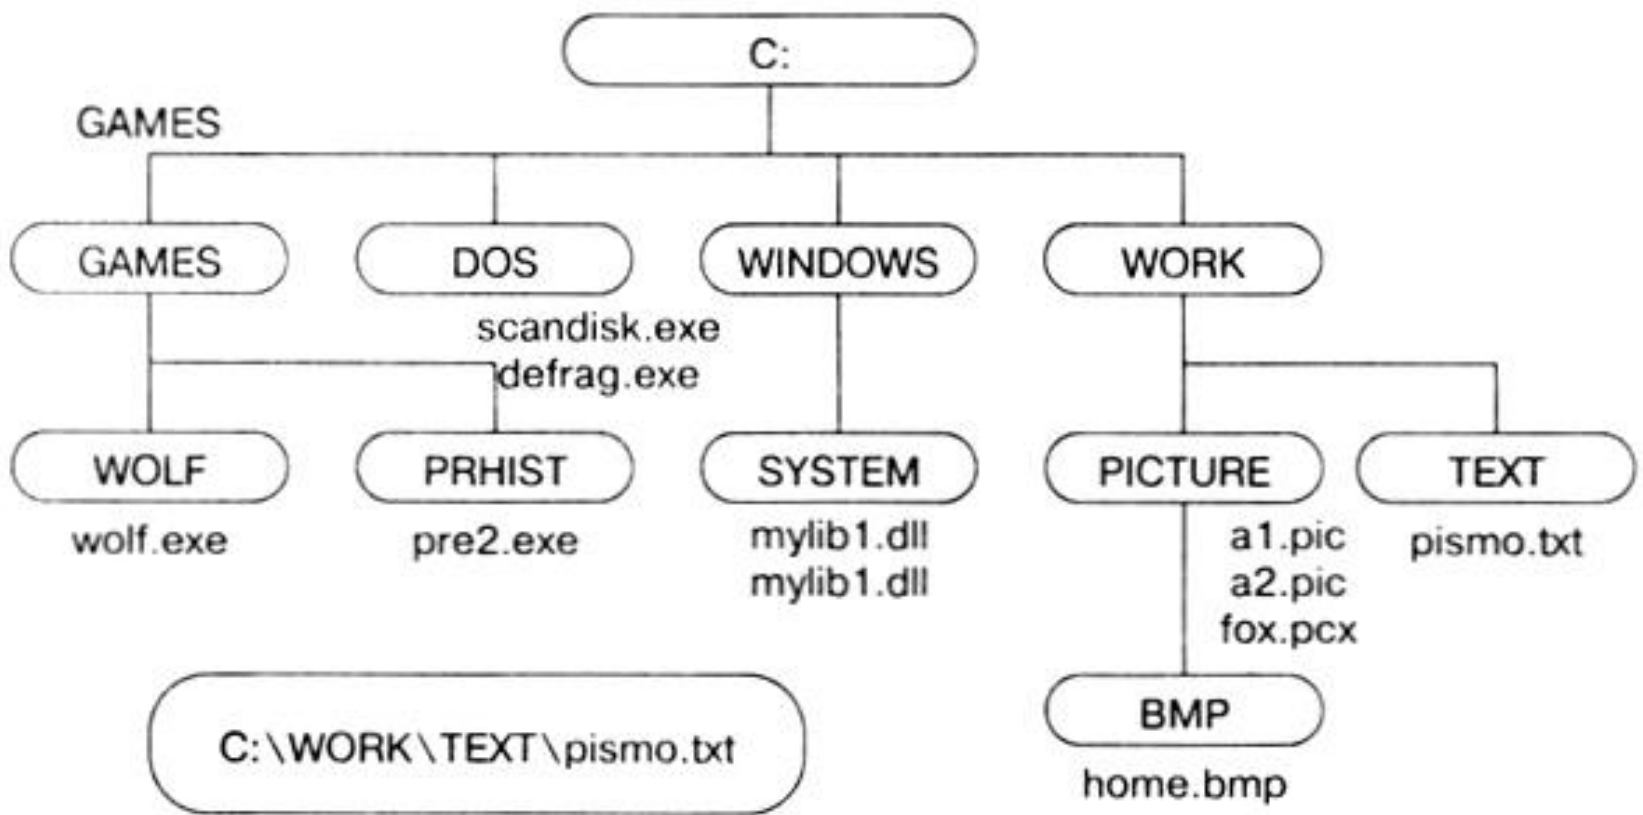 C:
GAMES
GAMES
DOS
WINDOWS
WORK
scandisk.exe
defrag.exe
WOLF
PRHIST
SYSTEM
PICTURE
TEXT
wolf.exe
pre2.exe
mylib1.dll
mylib1.dll
a1.pic
a2.pic
fox.pcx
pismo.txt
BMP
home.bmp
C:\WORK\TEXT\pismo.txt